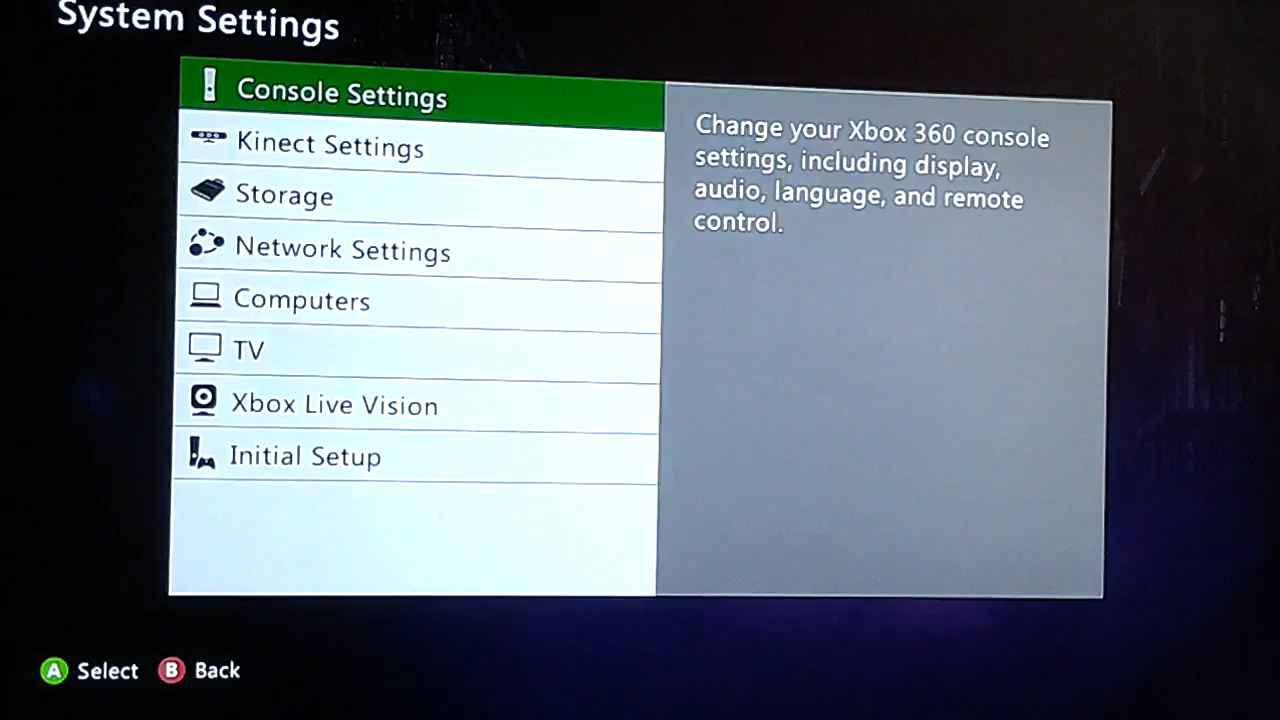 System Settings
Console Settings
Kinect Settings
Storage
Network Settings
Computers
TV
Xbox Live Vision
Initial Setup
Change your Xbox 360 console
settings, including display,
audio, language, and remote
control.
A Select B Back